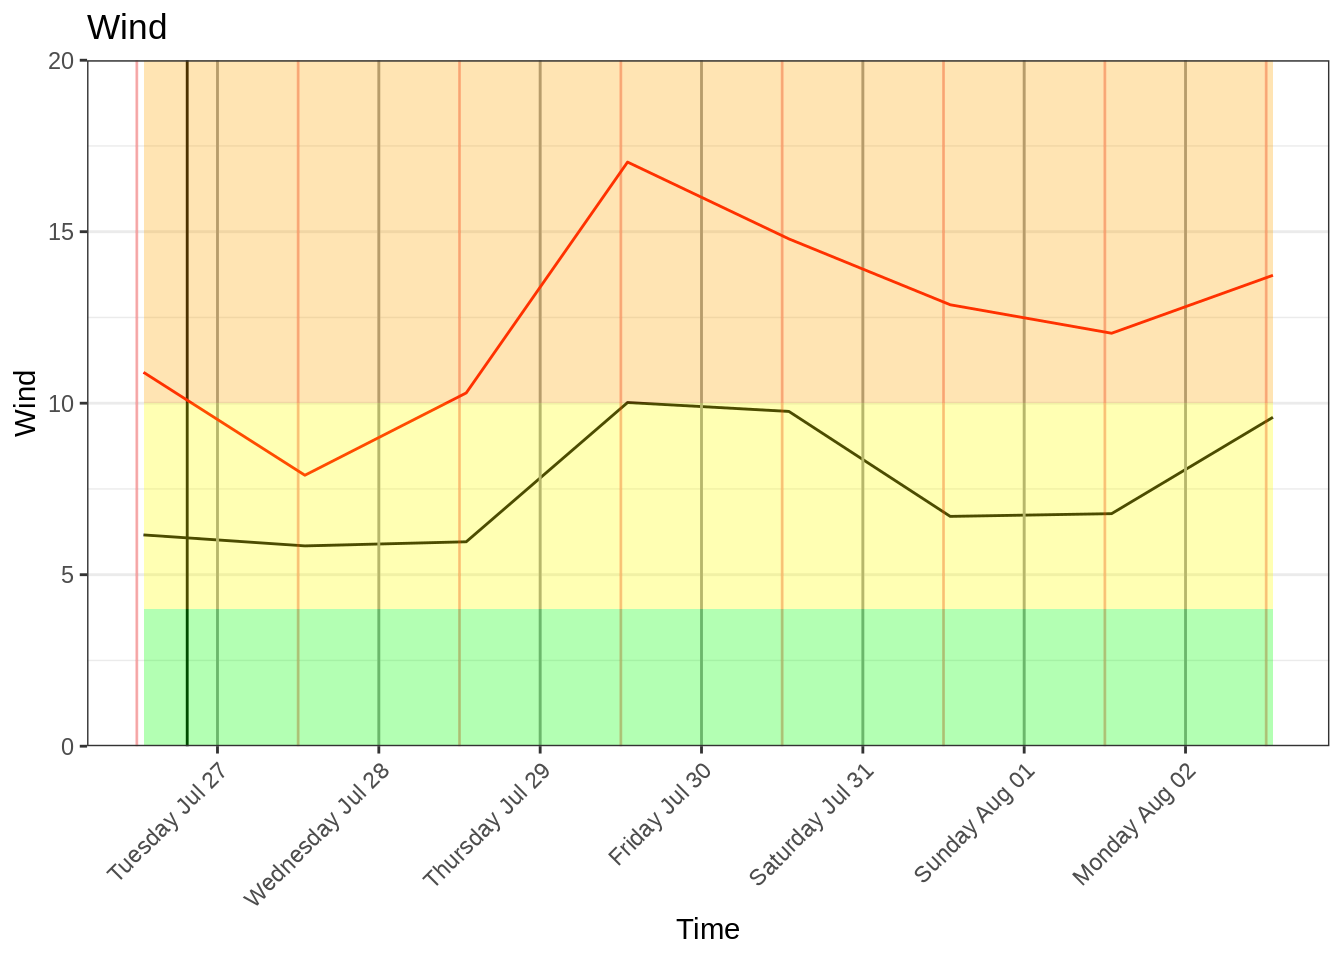 Wind
20
15
10
5
0
Wind
Tuesday Jul 27
Wednesday Jul 28
Thursday Jul 29
Friday Jul 30
Saturday Jul 31
Sunday Aug 01
Monday Aug 02
Time